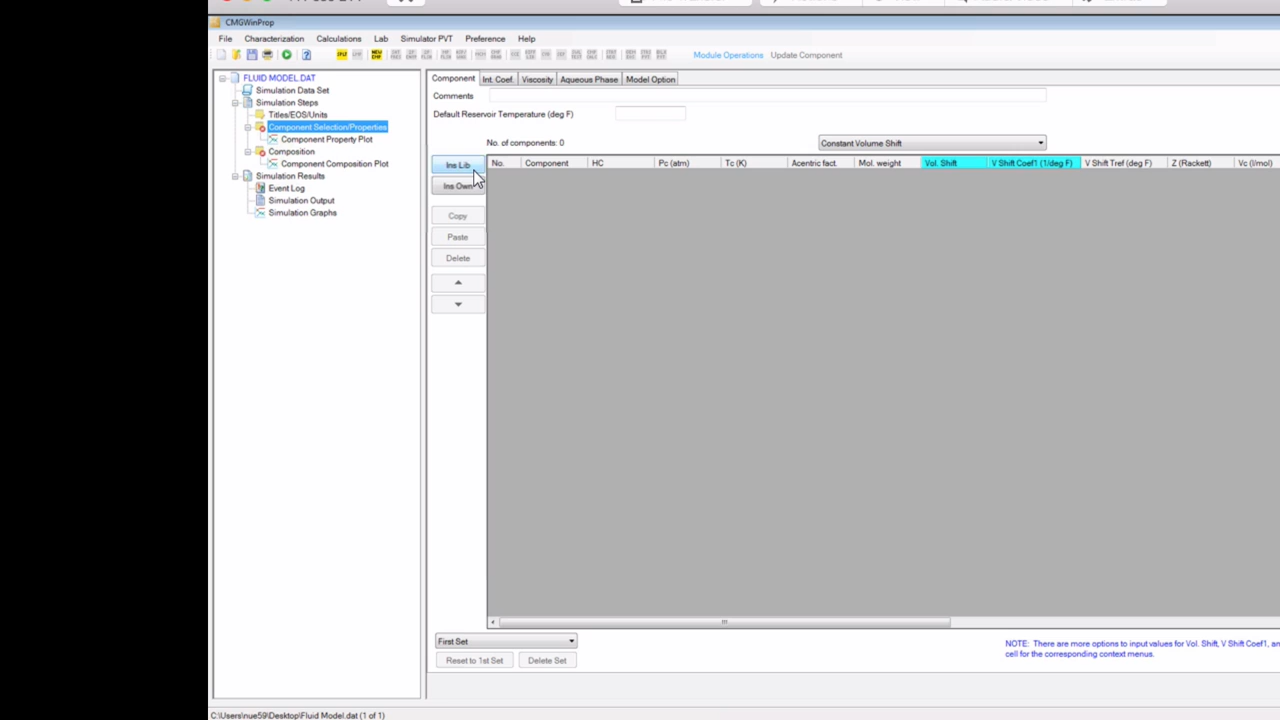 CMGWinProp
File Characterization Calculations Lab Simulator PVT Preference Help
Module Operations Update Component
FLUID MODEL.DAT
Simulation Data Set
Simulation Steps
Titles/EOS/Units
Component Selection/Properties
Component Property Plot
Composition
Component Composition Plot
Simulation Results
Event Log
Simulation Output
Simulation Graphs
Component Int. Coef. Viscosity Aqueous Phase Model Option
Comments
Default Reservoir Temperature (deg F)
No. of components: 0 Constant Volume Shift
Ins Lib
Ins Own
Copy
Paste
Delete
No. Component HC Pc (atm) Tc (K) Acentric fact. Mol. weight Vol. Shift V Shift Coef1 (1/deg F) V Shift Tref (deg F) Z (Rackett) Vc (l/mol)
First Set
Reset to 1st Set Delete Set
NOTE: There are more options to input values for Vol. Shift, V Shift Coef1, an
cell for the corresponding context menus.
C:\Users\nue59\Desktop\Fluid Model.dat (1 of 1)